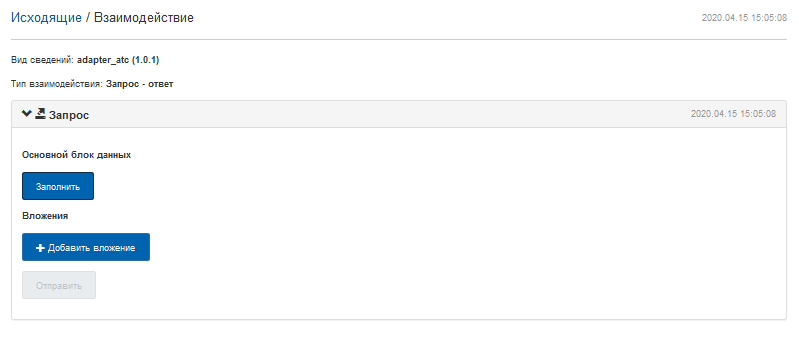 Исходящие / Взаимодействие
2020.04.15 15:05:08
Вид сведений: adapter_atc (1.0.1)
Тип взаимодействия: Запрос - ответ
Запрос
2020.04.15 15:05:08
Основной блок данных
Заполнить
Вложения
Добавить вложение
Отправить